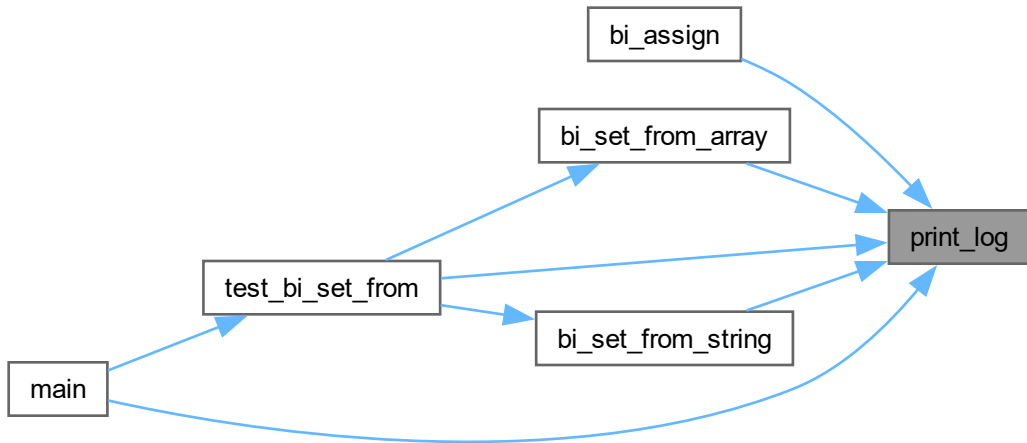 bi_assign
bi_set_from_array
print_log
test_bi_set_from
bi_set_from_string
main